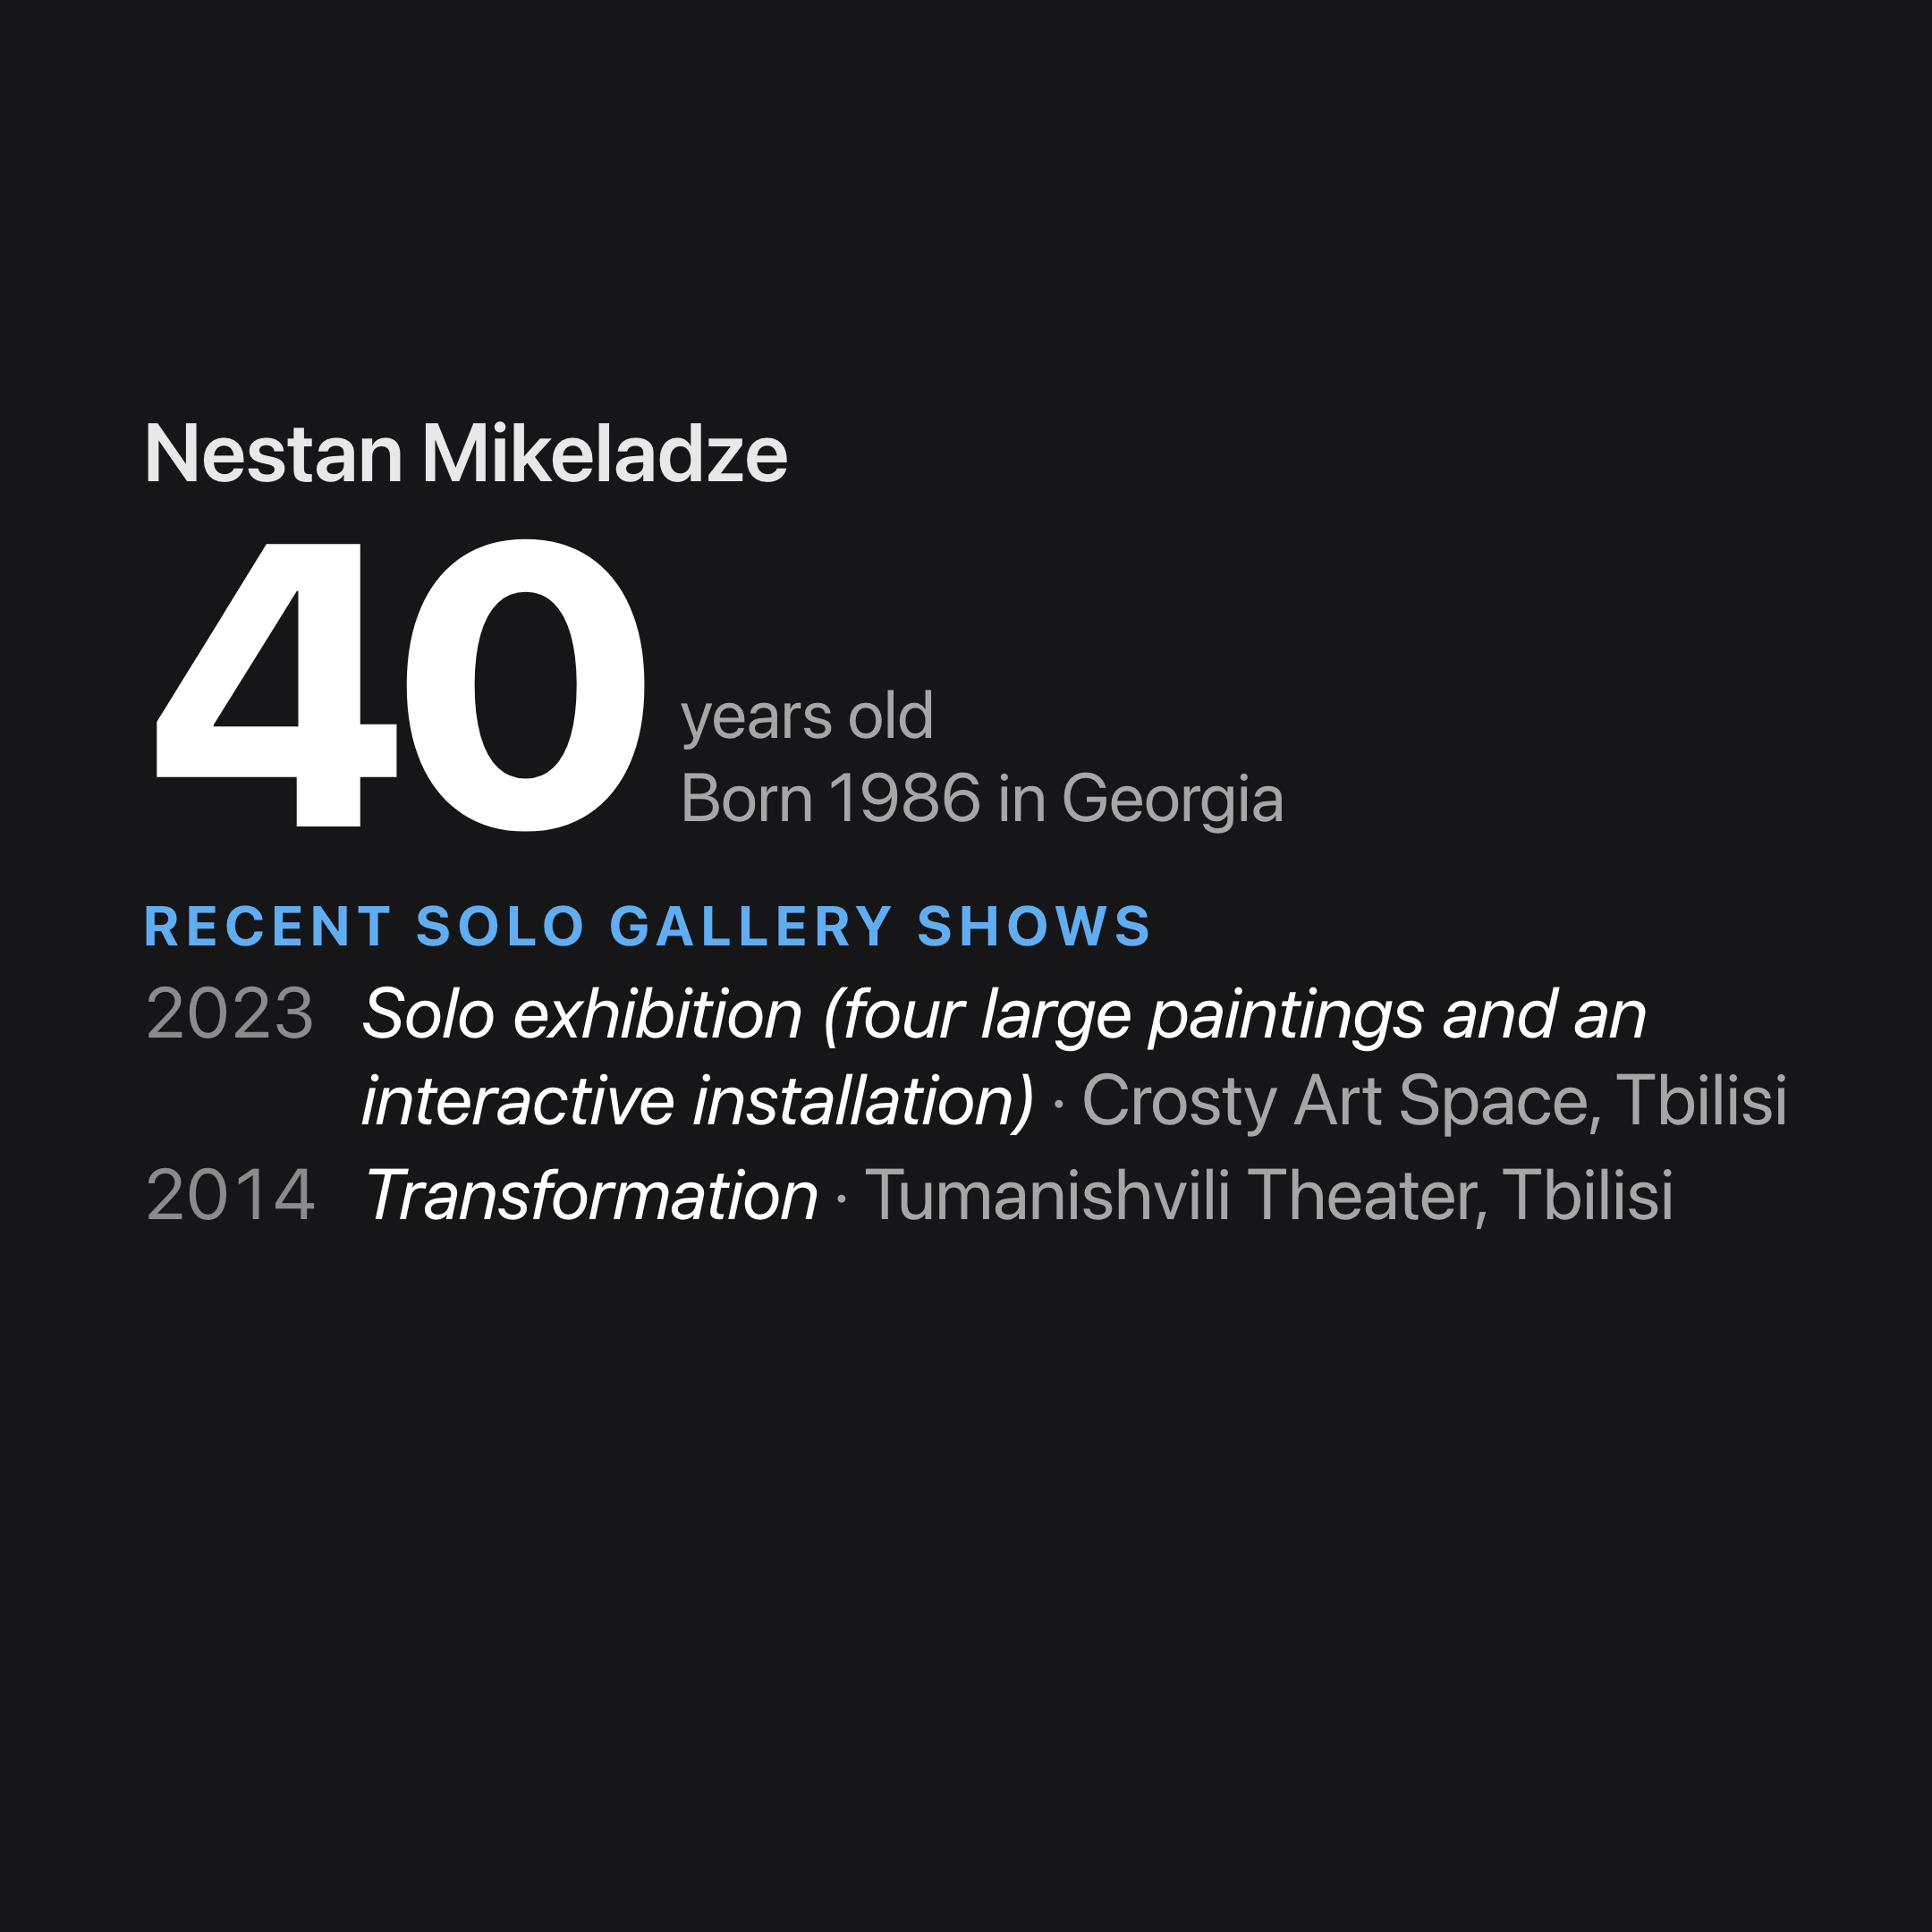 Nestan Mikeladze
40
years old
Born 1986 in Georgia
RECENT SOLO GALLERY SHOWS
2023 Solo exhibition (four large paintings and an
interactive installation) · Crosty Art Space, Tbilisi
2014 Transformation · Tumanishvili Theater, Tbilisi